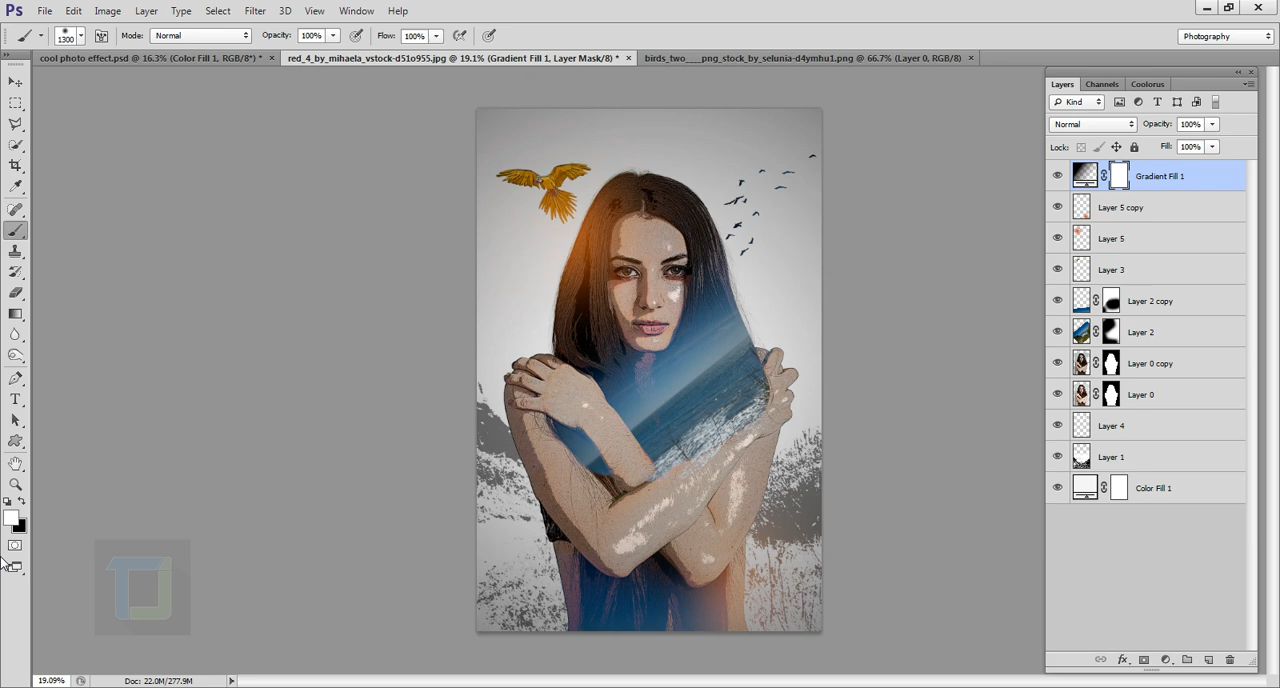 Ps File Edit Image Layer Type Select Filter 3D View Window Help
1300 Mode: Normal Opacity: 100% Flow: 100% Photography
cool photo effect.psd @ 16.3% (Color Fill 1, RGB/8*) * × red_4_by_mihaela_vstock-d51o955.jpg @ 19.1% (Gradient Fill 1, Layer Mask/8) * × birds_two____png_stock_by_selunia-d4ymhu1.png @ 66.7% (Layer 0, RGB/8) ×
Layers Channels Coolorus
Kind
Normal Opacity: 100%
Lock: Fill: 100%
Gradient Fill 1
Layer 5 copy
Layer 5
Layer 3
Layer 2 copy
Layer 2
Layer 0 copy
Layer 0
Layer 4
Layer 1
Color Fill 1
19.09% Doc: 22.0M/277.9M